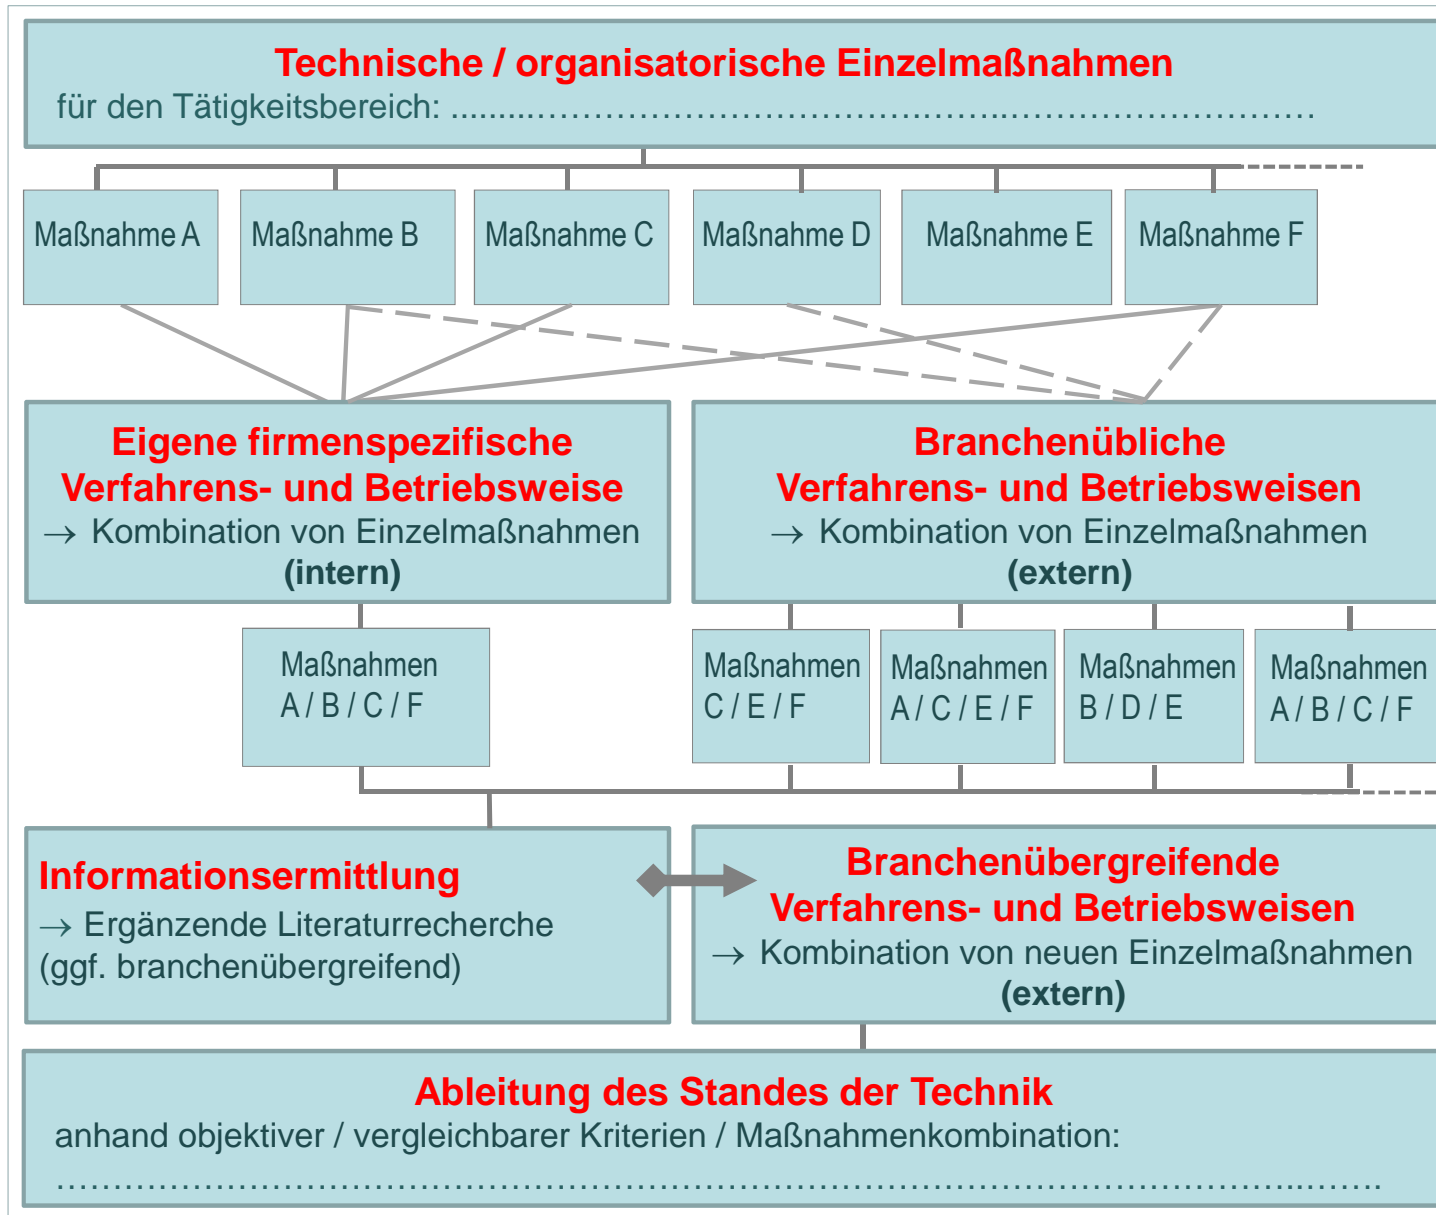 Technische / organisatorische Einzelmaßnahmen
für den Tätigkeitsbereich: .........…………………………………..……..………………………
Maßnahme A
Maßnahme B
Maßnahme C
Maßnahme D
Maßnahme E
Maßnahme F
Eigene firmenspezifische
Verfahrens- und Betriebsweise
→ Kombination von Einzelmaßnahmen
(intern)
Branchenübliche
Verfahrens- und Betriebsweisen
→ Kombination von Einzelmaßnahmen
(extern)
Maßnahmen
A / B / C / F
Maßnahmen
C / E / F
Maßnahmen
A / C / E / F
Maßnahmen
B / D / E
Maßnahmen
A / B / C / F
Informationsermittlung
→ Ergänzende Literaturrecherche
(ggf. branchenübergreifend)
Branchenübergreifende
Verfahrens- und Betriebsweisen
→ Kombination von neuen Einzelmaßnahmen
(extern)
Ableitung des Standes der Technik
anhand objektiver / vergleichbarer Kriterien / Maßnahmenkombination:
………………………………………………………………………………………………..……..